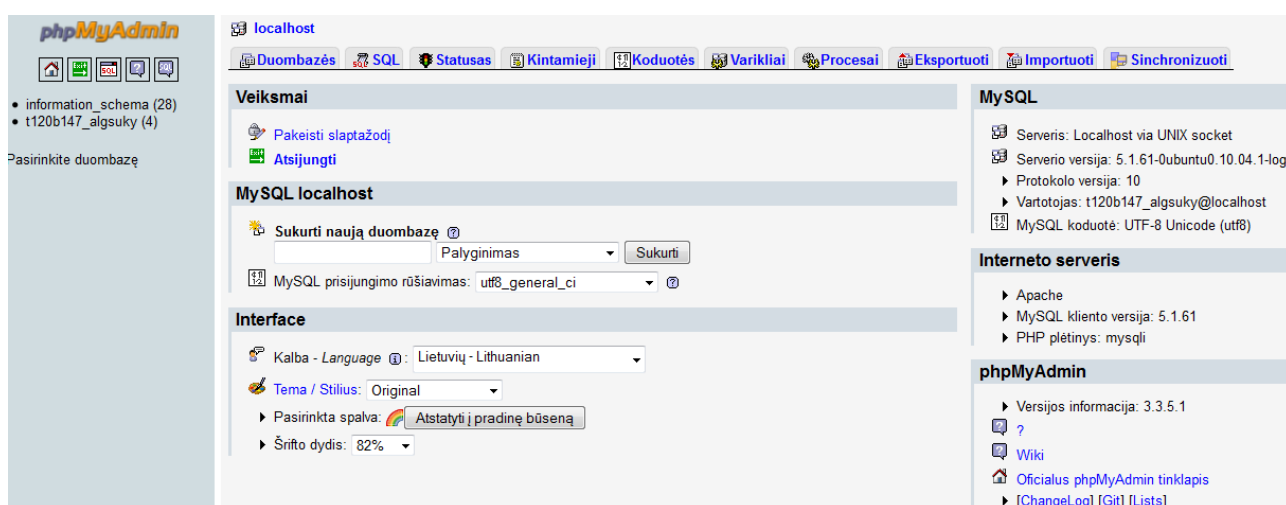 phpMyAdmin
information_schema (28)
t120b147_algsuky (4)
Pasirinkite duombazę
localhost
Duombazės SQL Statusas Kintamieji Koduotės Varikliai Procesai Eksportuoti Importuoti Sinchronizuoti
Veiksmai
Pakeisti slaptažodį
Atsijungti
MySQL localhost
Sukurti naują duombazę
Palyginimas Sukurti
MySQL prisijungimo rūšiavimas: utf8_general_ci
Interface
Kalba - Language : Lietuvių - Lithuanian
Tema / Stilius: Original
Pasirinkta spalva: Atstatyti į pradinę būseną
Šrifto dydis: 82%
MySQL
Serveris: Localhost via UNIX socket
Serverio versija: 5.1.61-0ubuntu0.10.04.1-log
Protokolo versija: 10
Vartotojas: t120b147_algsuky@localhost
MySQL koduotė: UTF-8 Unicode (utf8)
Interneto serveris
Apache
MySQL kliento versija: 5.1.61
PHP plėtinys: mysqli
phpMyAdmin
Versijos informacija: 3.3.5.1
?
Wiki
Oficialus phpMyAdmin tinklapis
[ChangeLog] [Git] [Lists]